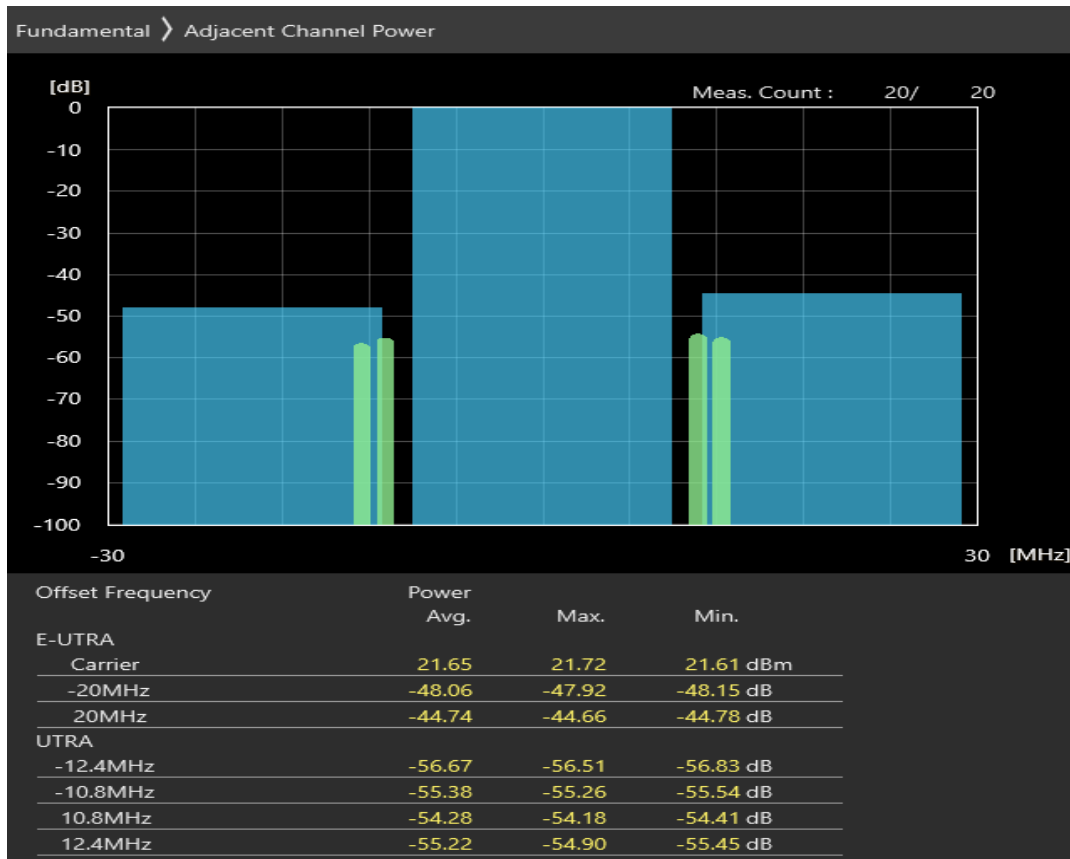 Fundamental 〉 Adjacent Channel Power
[dB]
Meas. Count : 20/ 20
0
-10
-20
-30
-40
-50
-60
-70
-80
-90
-100
-30 30 [MHz]
Offset Frequency Power
Avg. Max. Min.
E-UTRA
Carrier 21.65 21.72 21.61 dBm
-20MHz -48.06 -47.92 -48.15 dB
20MHz -44.74 -44.66 -44.78 dB
UTRA
-12.4MHz -56.67 -56.51 -56.83 dB
-10.8MHz -55.38 -55.26 -55.54 dB
10.8MHz -54.28 -54.18 -54.41 dB
12.4MHz -55.22 -54.90 -55.45 dB